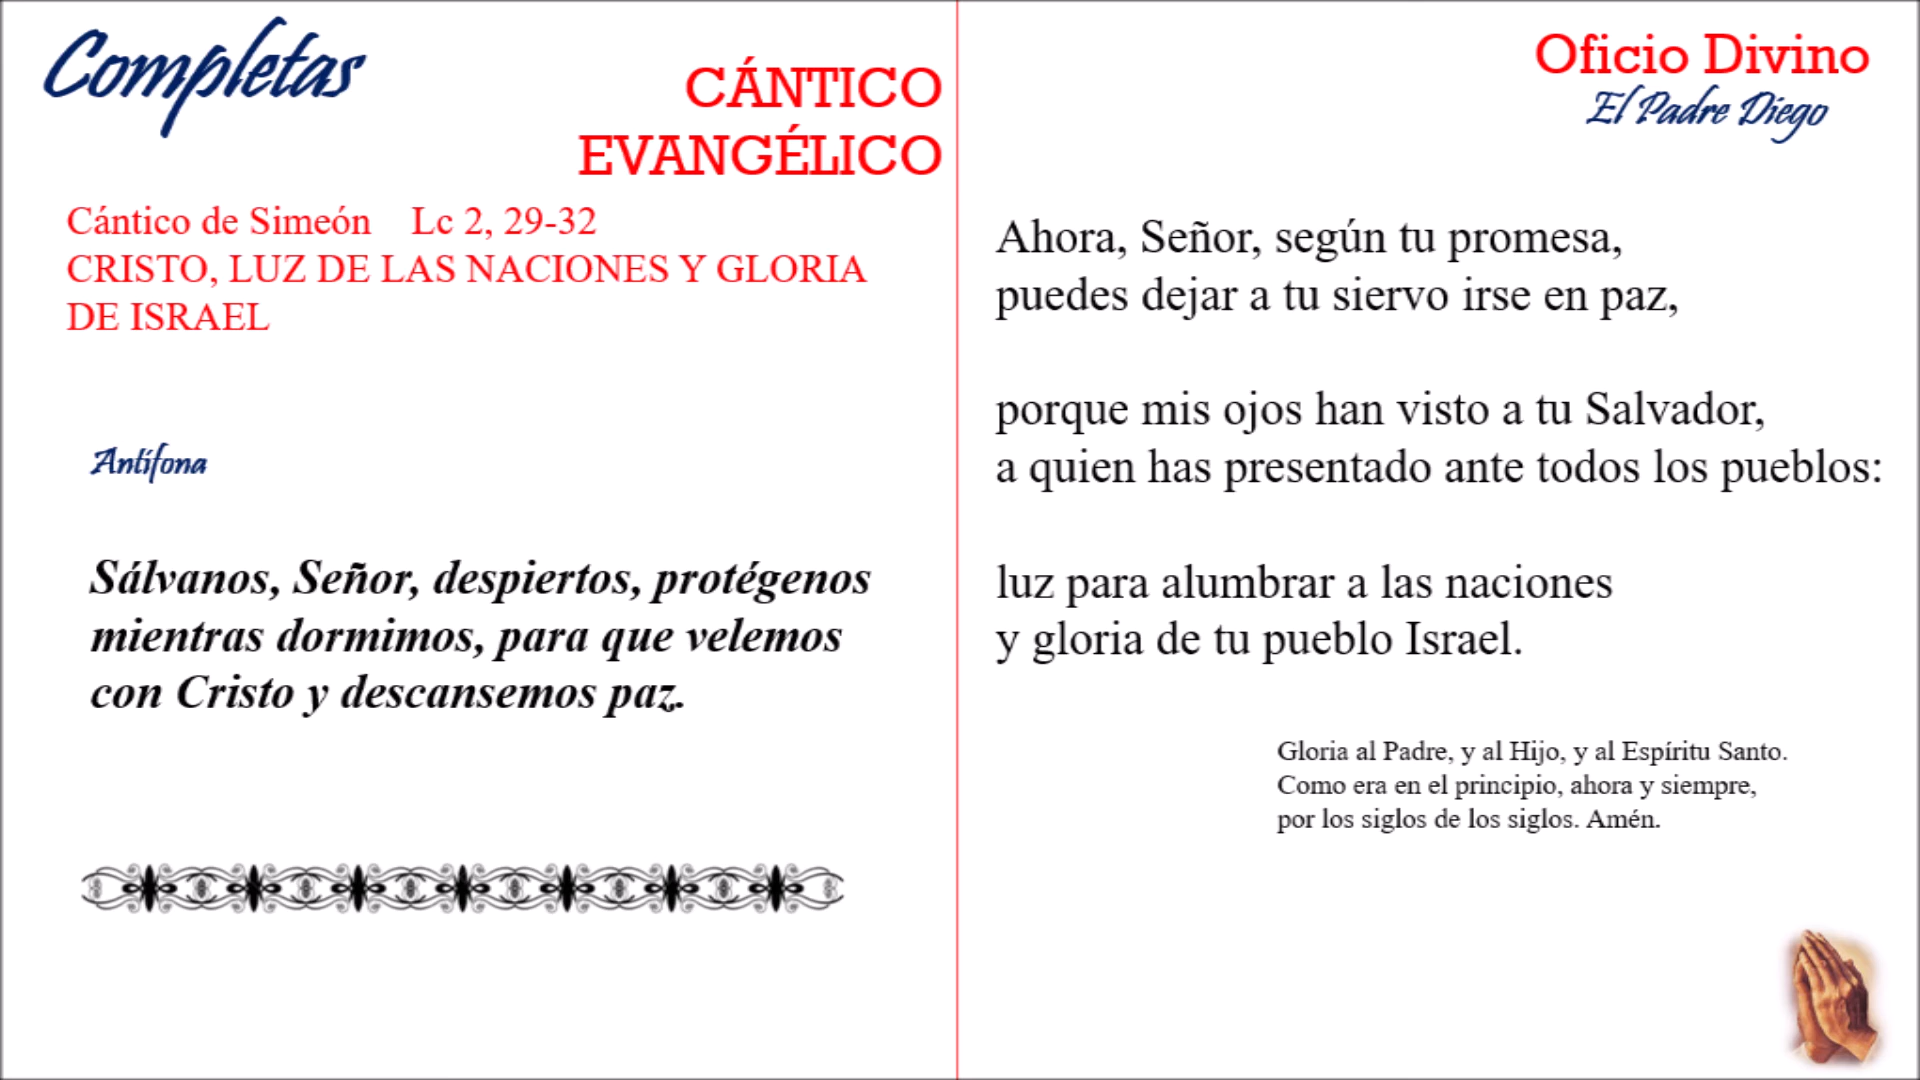 Completas
CÁNTICO
EVANGÉLICO
Cántico de Simeón Lc 2, 29-32
CRISTO, LUZ DE LAS NACIONES Y GLORIA
DE ISRAEL
Antífona
Sálvanos, Señor, despiertos, protégenos
mientras dormimos, para que velemos
con Cristo y descansemos paz.
Oficio Divino
El Padre Diego
Ahora, Señor, según tu promesa,
puedes dejar a tu siervo irse en paz,
porque mis ojos han visto a tu Salvador,
a quien has presentado ante todos los pueblos:
luz para alumbrar a las naciones
y gloria de tu pueblo Israel.
Gloria al Padre, y al Hijo, y al Espíritu Santo.
Como era en el principio, ahora y siempre,
por los siglos de los siglos. Amén.